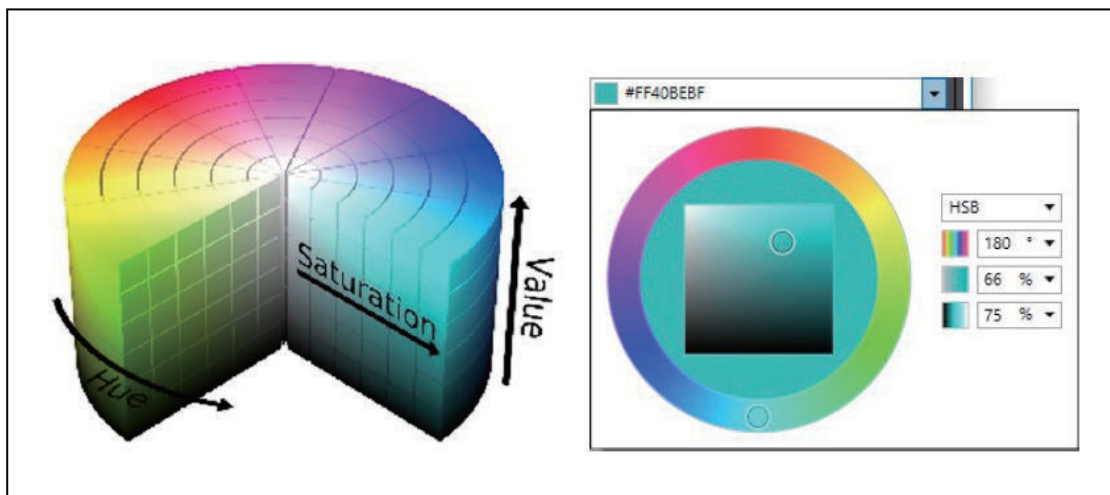 Hue
Saturation
Value
#FF40BEBF
HSB
180 °
66 %
75 %